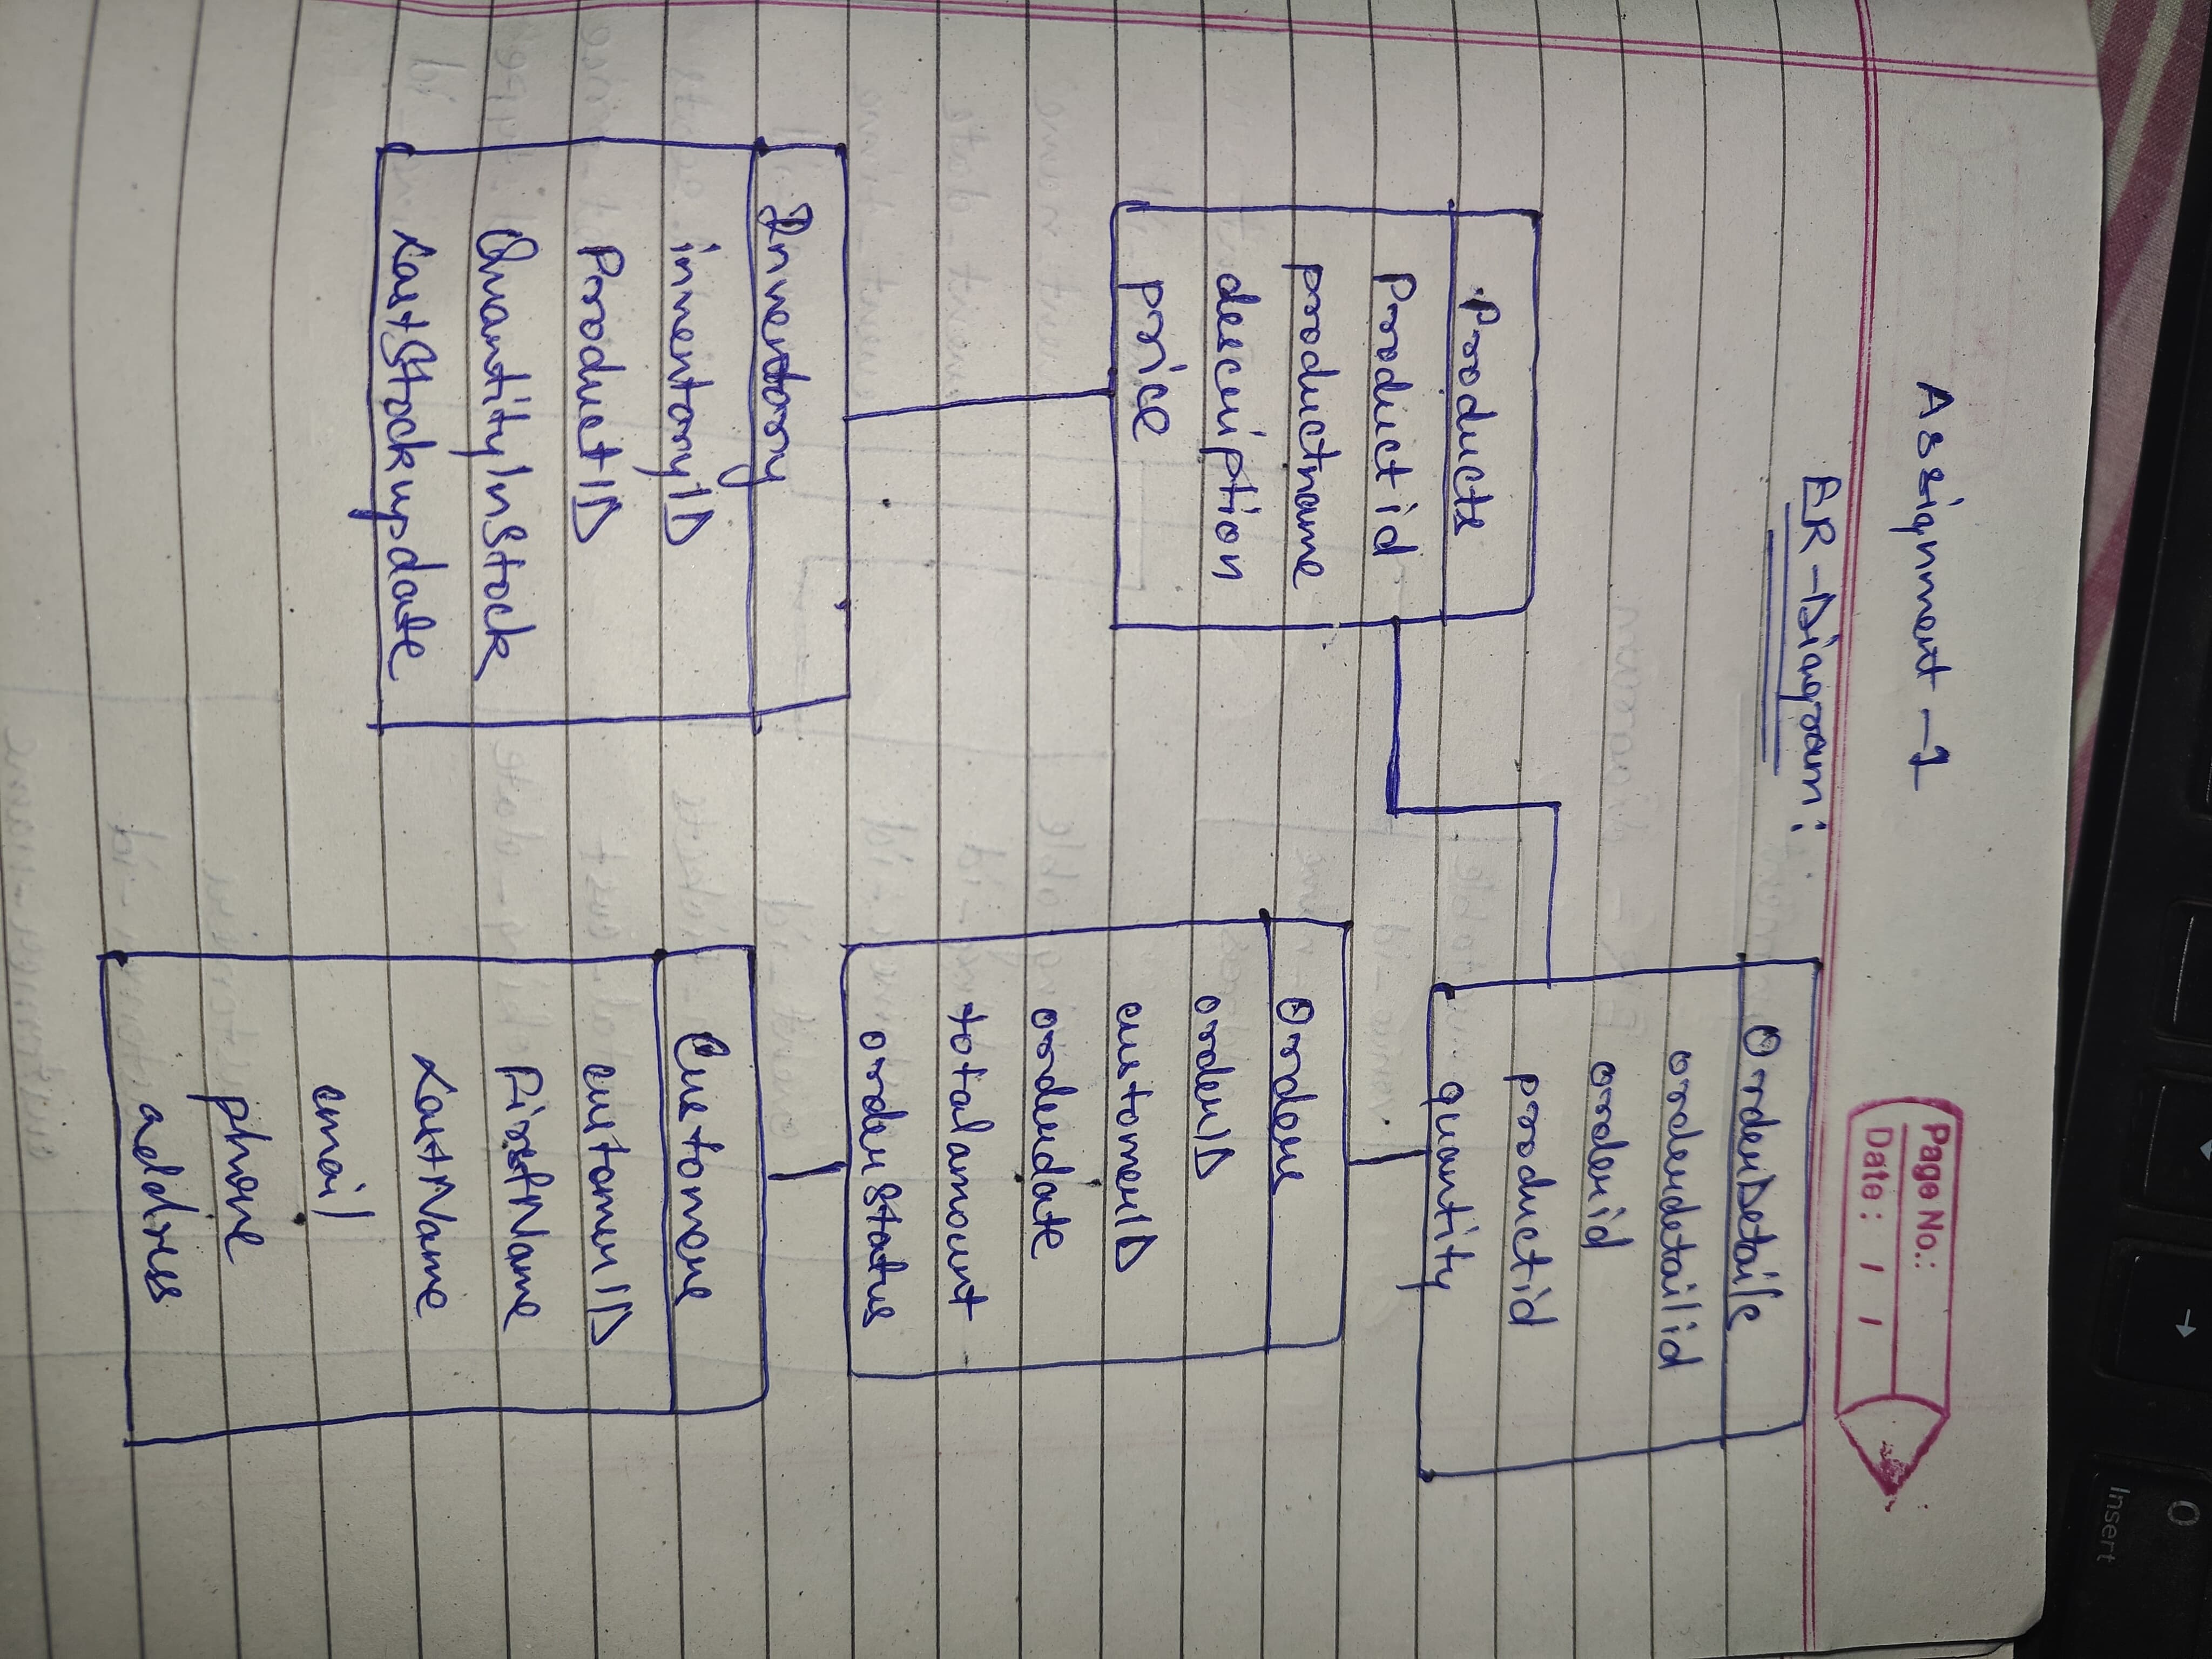 Insert
Assignment -1
Page No.:
Date: / /
ER-Diagram:
OrderDetails
orderdetailid
orderid
productid
quantity
Products
Productid
productname
description
price
Orders
orderID
customerID
orderdate
totalamount
orderstatus
Inventory
inventoryID
ProductID
QuantityInStock
LastStockupdate
Customers
customerID
FirstName
LastName
email
phone
address